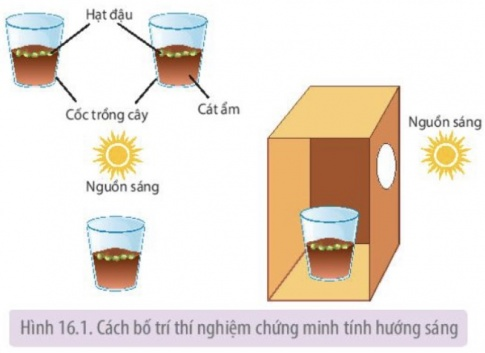 Hạt đậu
Cốc trồng cây
Cát ẩm
Nguồn sáng
Nguồn sáng
Hình 16.1. Cách bố trí thí nghiệm chứng minh tính hướng sáng